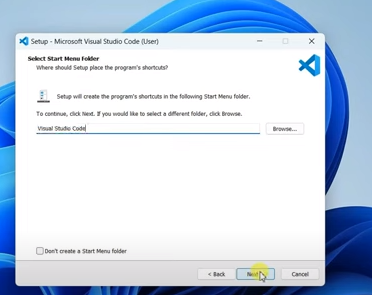 Setup - Microsoft Visual Studio Code (User)
Select Start Menu Folder
Where should Setup place the program's shortcuts?
Setup will create the program's shortcuts in the following Start Menu folder.
To continue, click Next. If you would like to select a different folder, click Browse.
Visual Studio Code
Browse...
Don't create a Start Menu folder
< Back
Next
Cancel